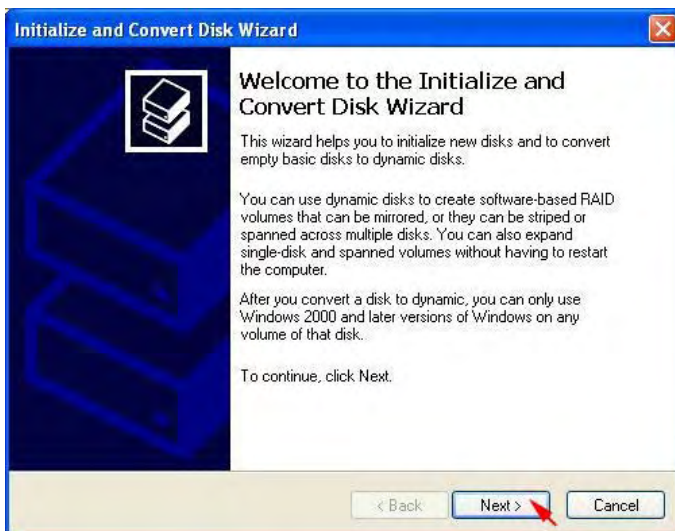 Initialize and Convert Disk Wizard
Welcome to the Initialize and
Convert Disk Wizard
This wizard helps you to initialize new disks and to convert
empty basic disks to dynamic disks.
You can use dynamic disks to create software-based RAID
volumes that can be mirrored, or they can be striped or
spanned across multiple disks. You can also expand
single-disk and spanned volumes without having to restart
the computer.
After you convert a disk to dynamic, you can only use
Windows 2000 and later versions of Windows on any
volume of that disk.
To continue, click Next.
< Back Next > Cancel